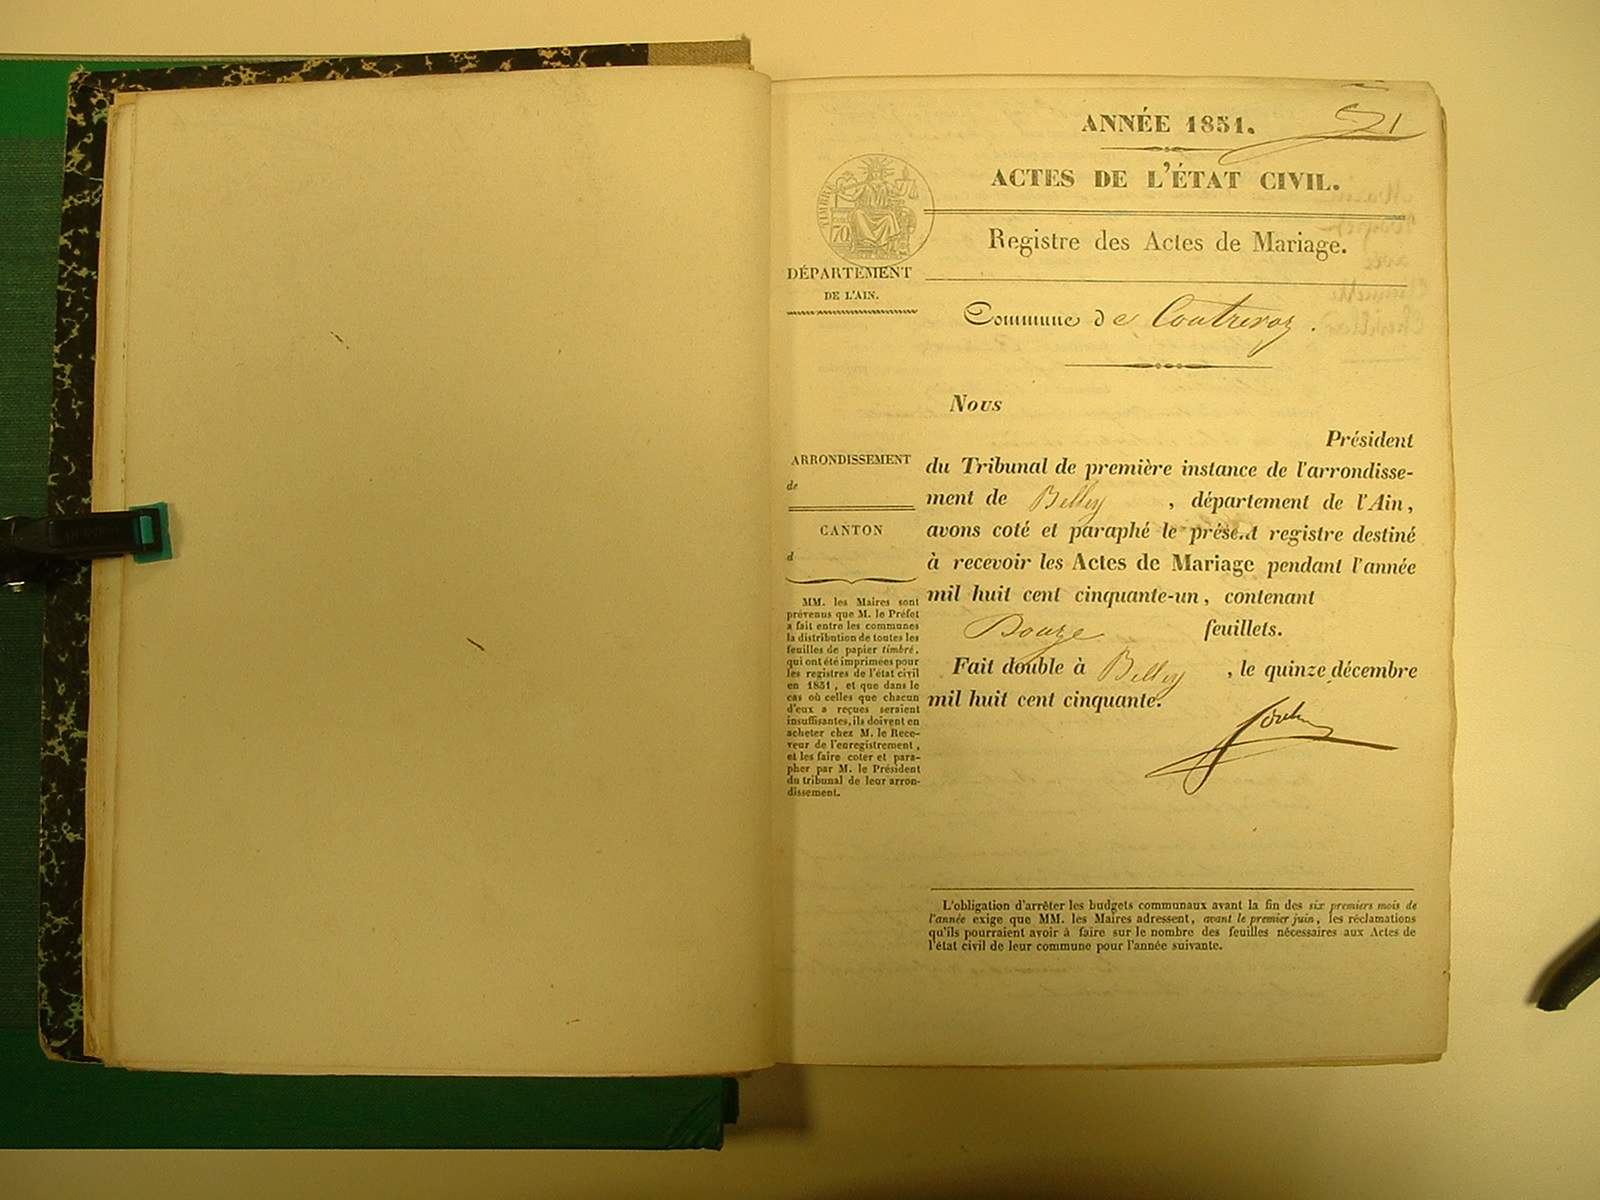 ANNÉE 1851.
ACTES DE L'ÉTAT CIVIL.
Registre des Actes de Mariage.
TIMBRE
70
DÉPARTEMENT
DE L'AIN.
Commune de Contrevoz.
ARRONDISSEMENT
de
CANTON
d
MM. les Maires sont
prévenus que M. le Préfet
a fait entre les communes
la distribution de toutes les
feuilles de papier timbré,
qui ont été imprimées pour
les registres de l'état civil
en 1851, et que dans le
cas où celles que chacun
d'eux a reçues seraient
insuffisantes, ils doivent en
acheter chez M. le Rece-
veur de l'enregistrement,
et les faire coter et para-
pher par M. le Président
du tribunal de leur arron-
dissement.
Nous
Président
du Tribunal de première instance de l'arrondisse-
ment de Belley, département de l'Ain,
avons coté et paraphé le présent registre destiné
à recevoir les Actes de Mariage pendant l'année
mil huit cent cinquante-un, contenant
Douze feuillets.
Fait double à Belley, le quinze décembre
mil huit cent cinquante.
L'obligation d'arrêter les budgets communaux avant la fin des six premiers mois de
l'année exige que MM. les Maires adressent, avant le premier juin, les réclamations
qu'ils pourraient avoir à faire sur le nombre des feuilles nécessaires aux Actes de
l'état civil de leur commune pour l'année suivante.